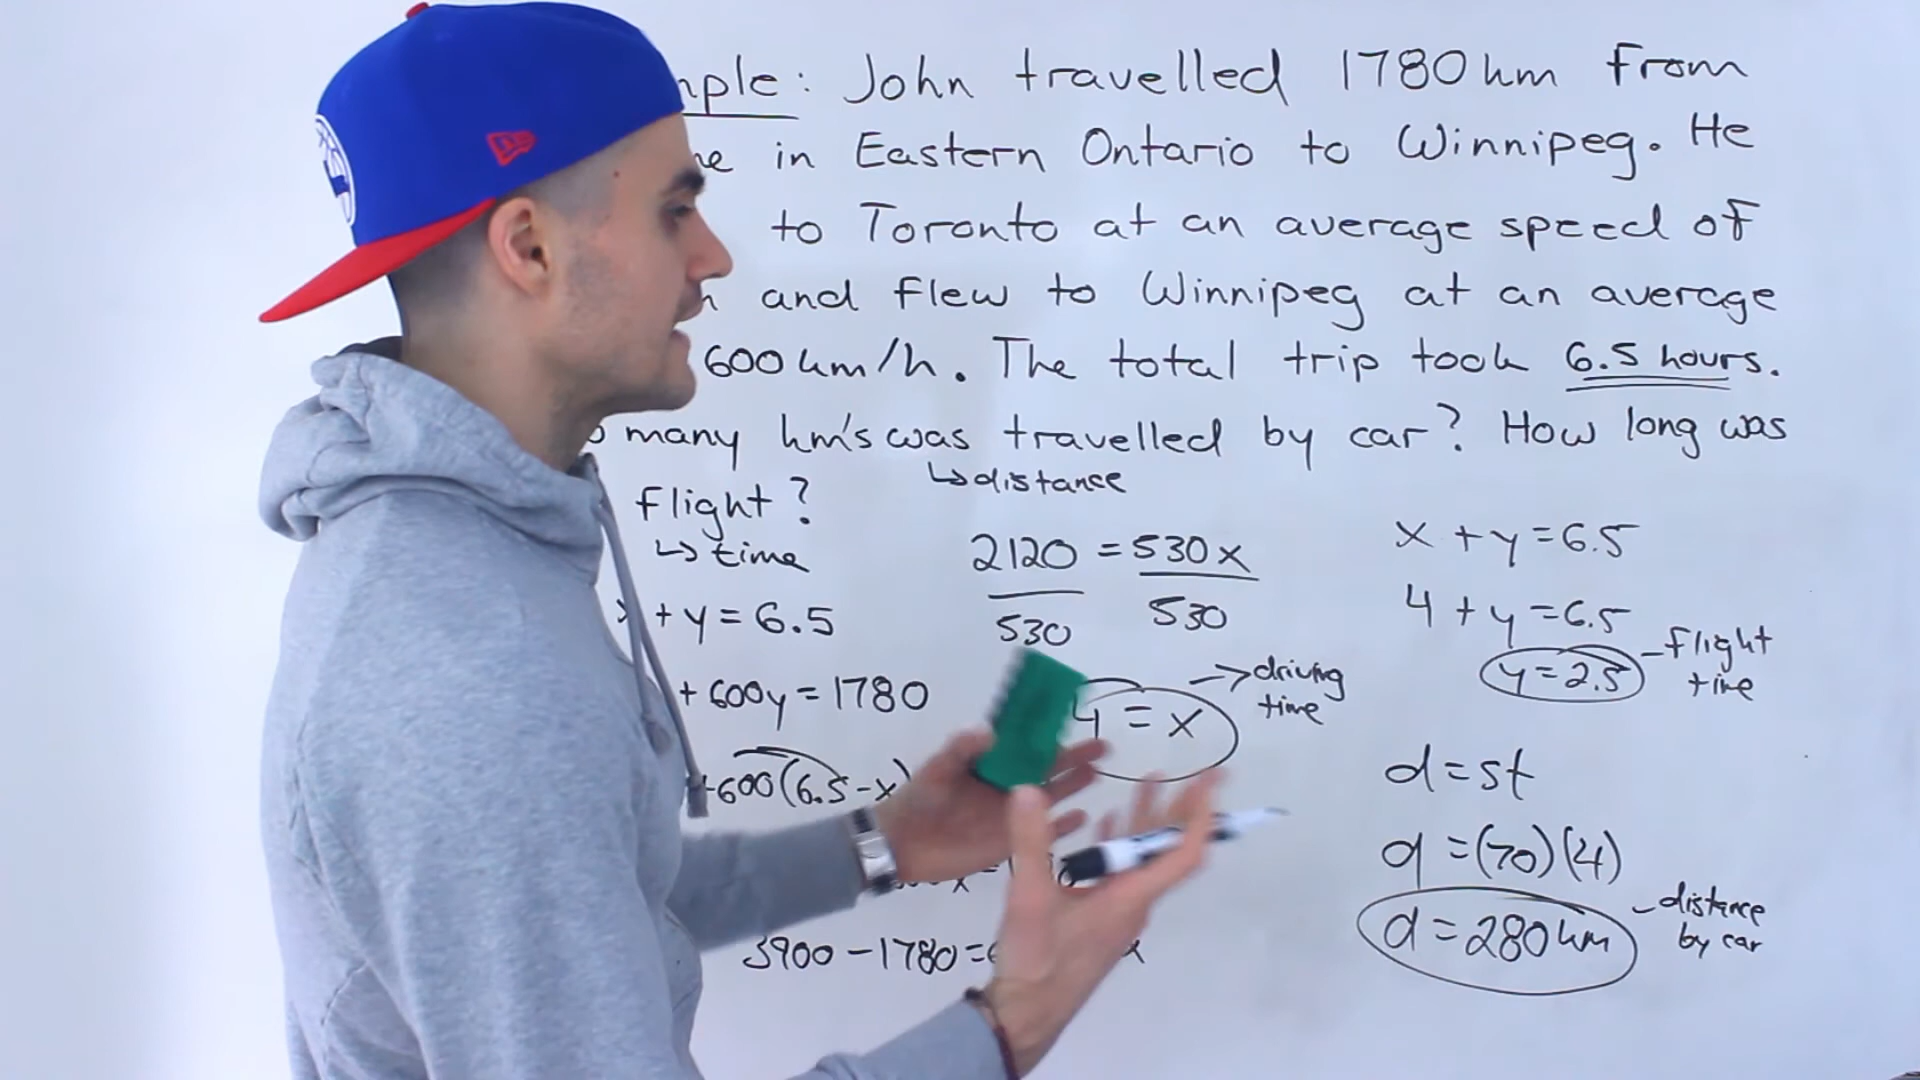 mple: John travelled 1780 km from
in Eastern Ontario to Winnipeg. He
to Toronto at an average speed of
and flew to Winnipeg at an average
600 km/h. The total trip took 6.5 hours.
many km's was travelled by car? How long was
↳ distance
flight?
↳ time
x + y = 6.5
+ 600y = 1780
+600(6.5-x)
3900 - 1780 =
2120 = 530x
530 530
4 = x
→ driving
time
x + y = 6.5
4 + y = 6.5
y = 2.5
- flight
time
d = st
d = (70)(4)
d = 280 km
- distance
by car